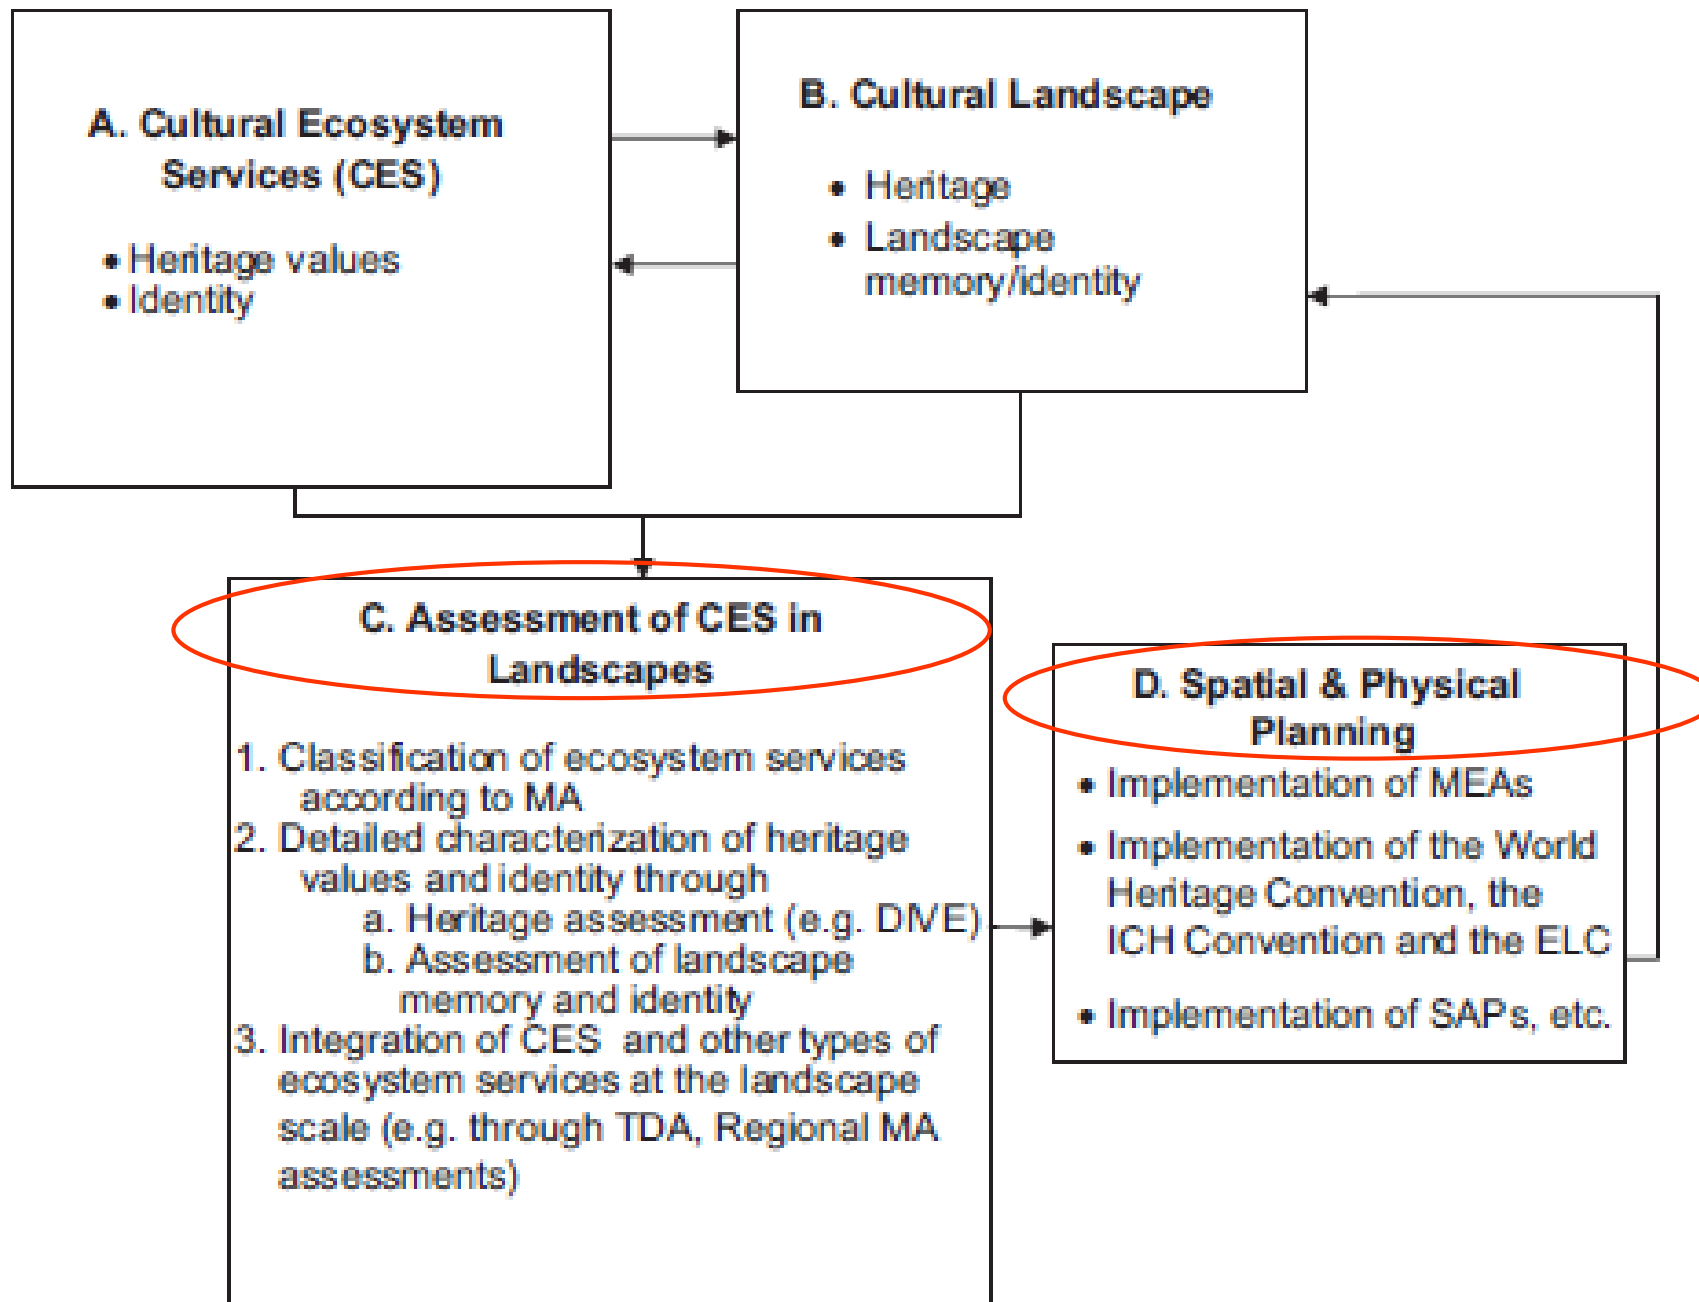 A. Cultural Ecosystem
Services (CES)
• Heritage values
• Identity
B. Cultural Landscape
• Heritage
• Landscape
memory/identity
C. Assessment of CES in
Landscapes
1. Classification of ecosystem services
according to MA
2. Detailed characterization of heritage
values and identity through
a. Heritage assessment (e.g. DIVE)
b. Assessment of landscape
memory and identity
3. Integration of CES and other types of
ecosystem services at the landscape
scale (e.g. through TDA, Regional MA
assessments)
D. Spatial & Physical
Planning
• Implementation of MEAs
• Implementation of the World
Heritage Convention, the
ICH Convention and the ELC
• Implementation of SAPs, etc.